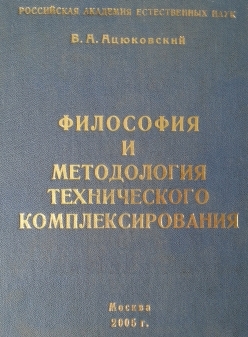 РОССИЙСКАЯ АКАДЕМИЯ ЕСТЕСТВЕННЫХ НАУК
В. А. Ацюковский
ФИЛОСОФИЯ
И
МЕТОДОЛОГИЯ
ТЕХНИЧЕСКОГО
КОМПЛЕКСИРОВАНИЯ
Москва
2005 г.